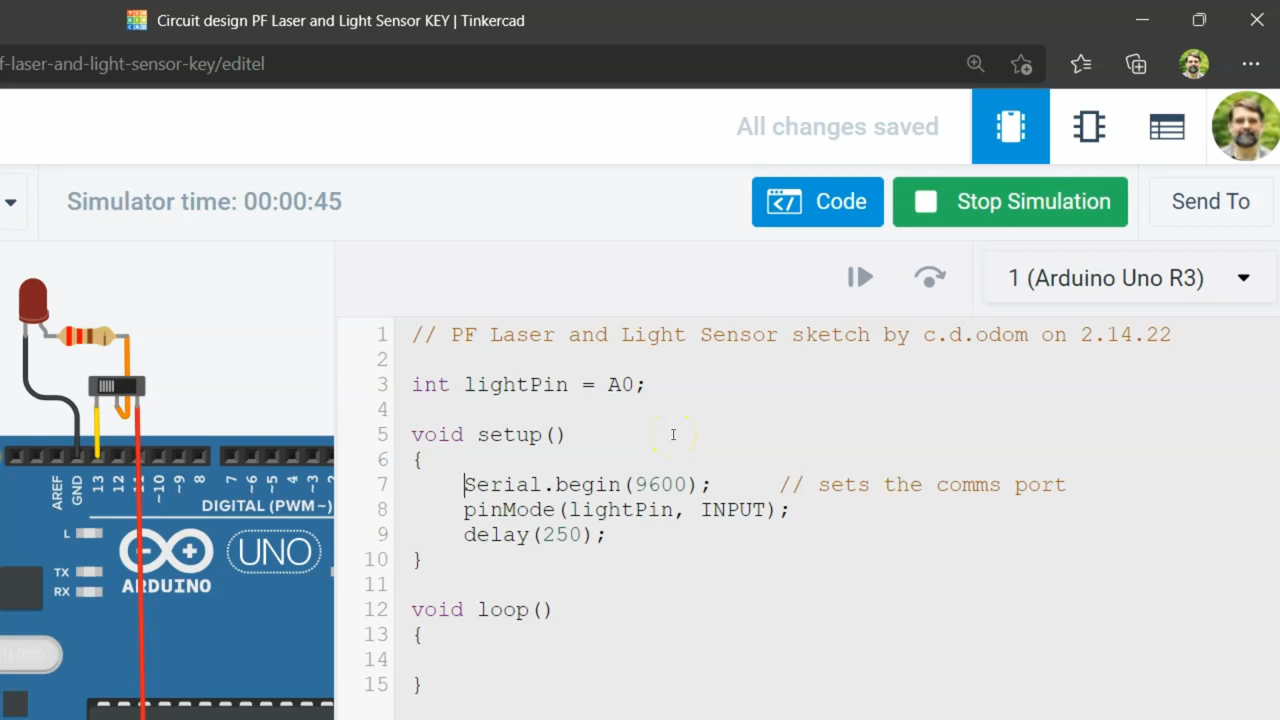 Circuit design PF Laser and Light Sensor KEY | Tinkercad
f-laser-and-light-sensor-key/editel
All changes saved
Simulator time: 00:00:45
Code
Stop Simulation
Send To
1 (Arduino Uno R3)
1 // PF Laser and Light Sensor sketch by c.d.odom on 2.14.22
2
3 int lightPin = A0;
4
5 void setup()
6 {
7 Serial.begin(9600); // sets the comms port
8 pinMode(lightPin, INPUT);
9 delay(250);
10 }
11
12 void loop()
13 {
14
15 }
AREF
GND
13
12
11
~10
~9
8
7
~6
~5
4
~3
2
DIGITAL (PWM~)
L
TX
RX
UNO
ARDUINO